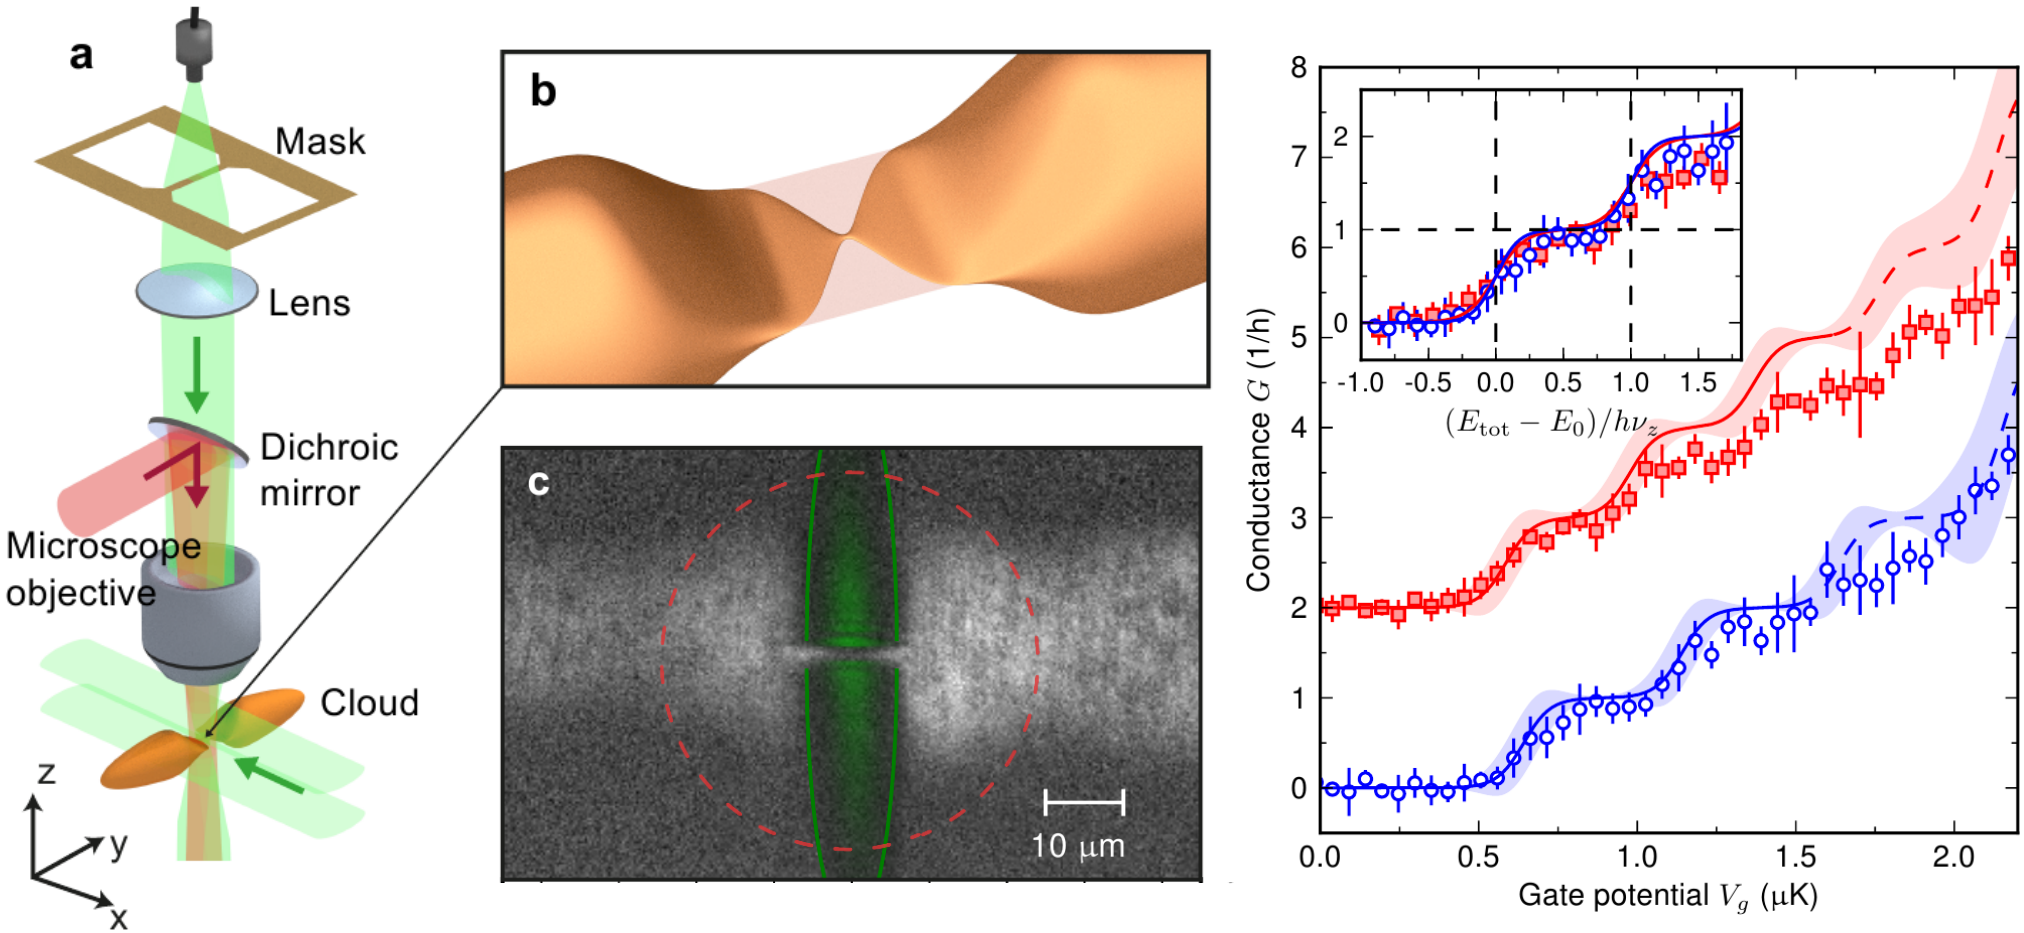 a
Mask
Lens
Dichroic
mirror
Microscope
objective
Cloud
z
y
x
b
c
10 μm
Conductance G (1/h)
8
7
6
5
4
3
2
1
0
0.0 0.5 1.0 1.5 2.0
Gate potential V_g (μK)
2
1
0
-1.0 -0.5 0.0 0.5 1.0 1.5
(E_tot − E_0)/hν_z